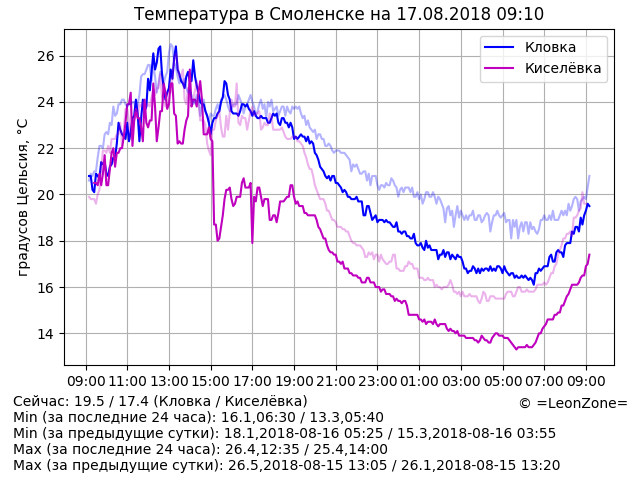 Температура в Смоленске на 17.08.2018 09:10
Кловка
Киселёвка
градусов Цельсия, °C
26
24
22
20
18
16
14
09:00 11:00 13:00 15:00 17:00 19:00 21:00 23:00 01:00 03:00 05:00 07:00 09:00
Сейчас: 19.5 / 17.4 (Кловка / Киселёвка)
© =LeonZone=
Min (за последние 24 часа): 16.1,06:30 / 13.3,05:40
Min (за предыдущие сутки): 18.1,2018-08-16 05:25 / 15.3,2018-08-16 03:55
Max (за последние 24 часа): 26.4,12:35 / 25.4,14:00
Max (за предыдущие сутки): 26.5,2018-08-15 13:05 / 26.1,2018-08-15 13:20